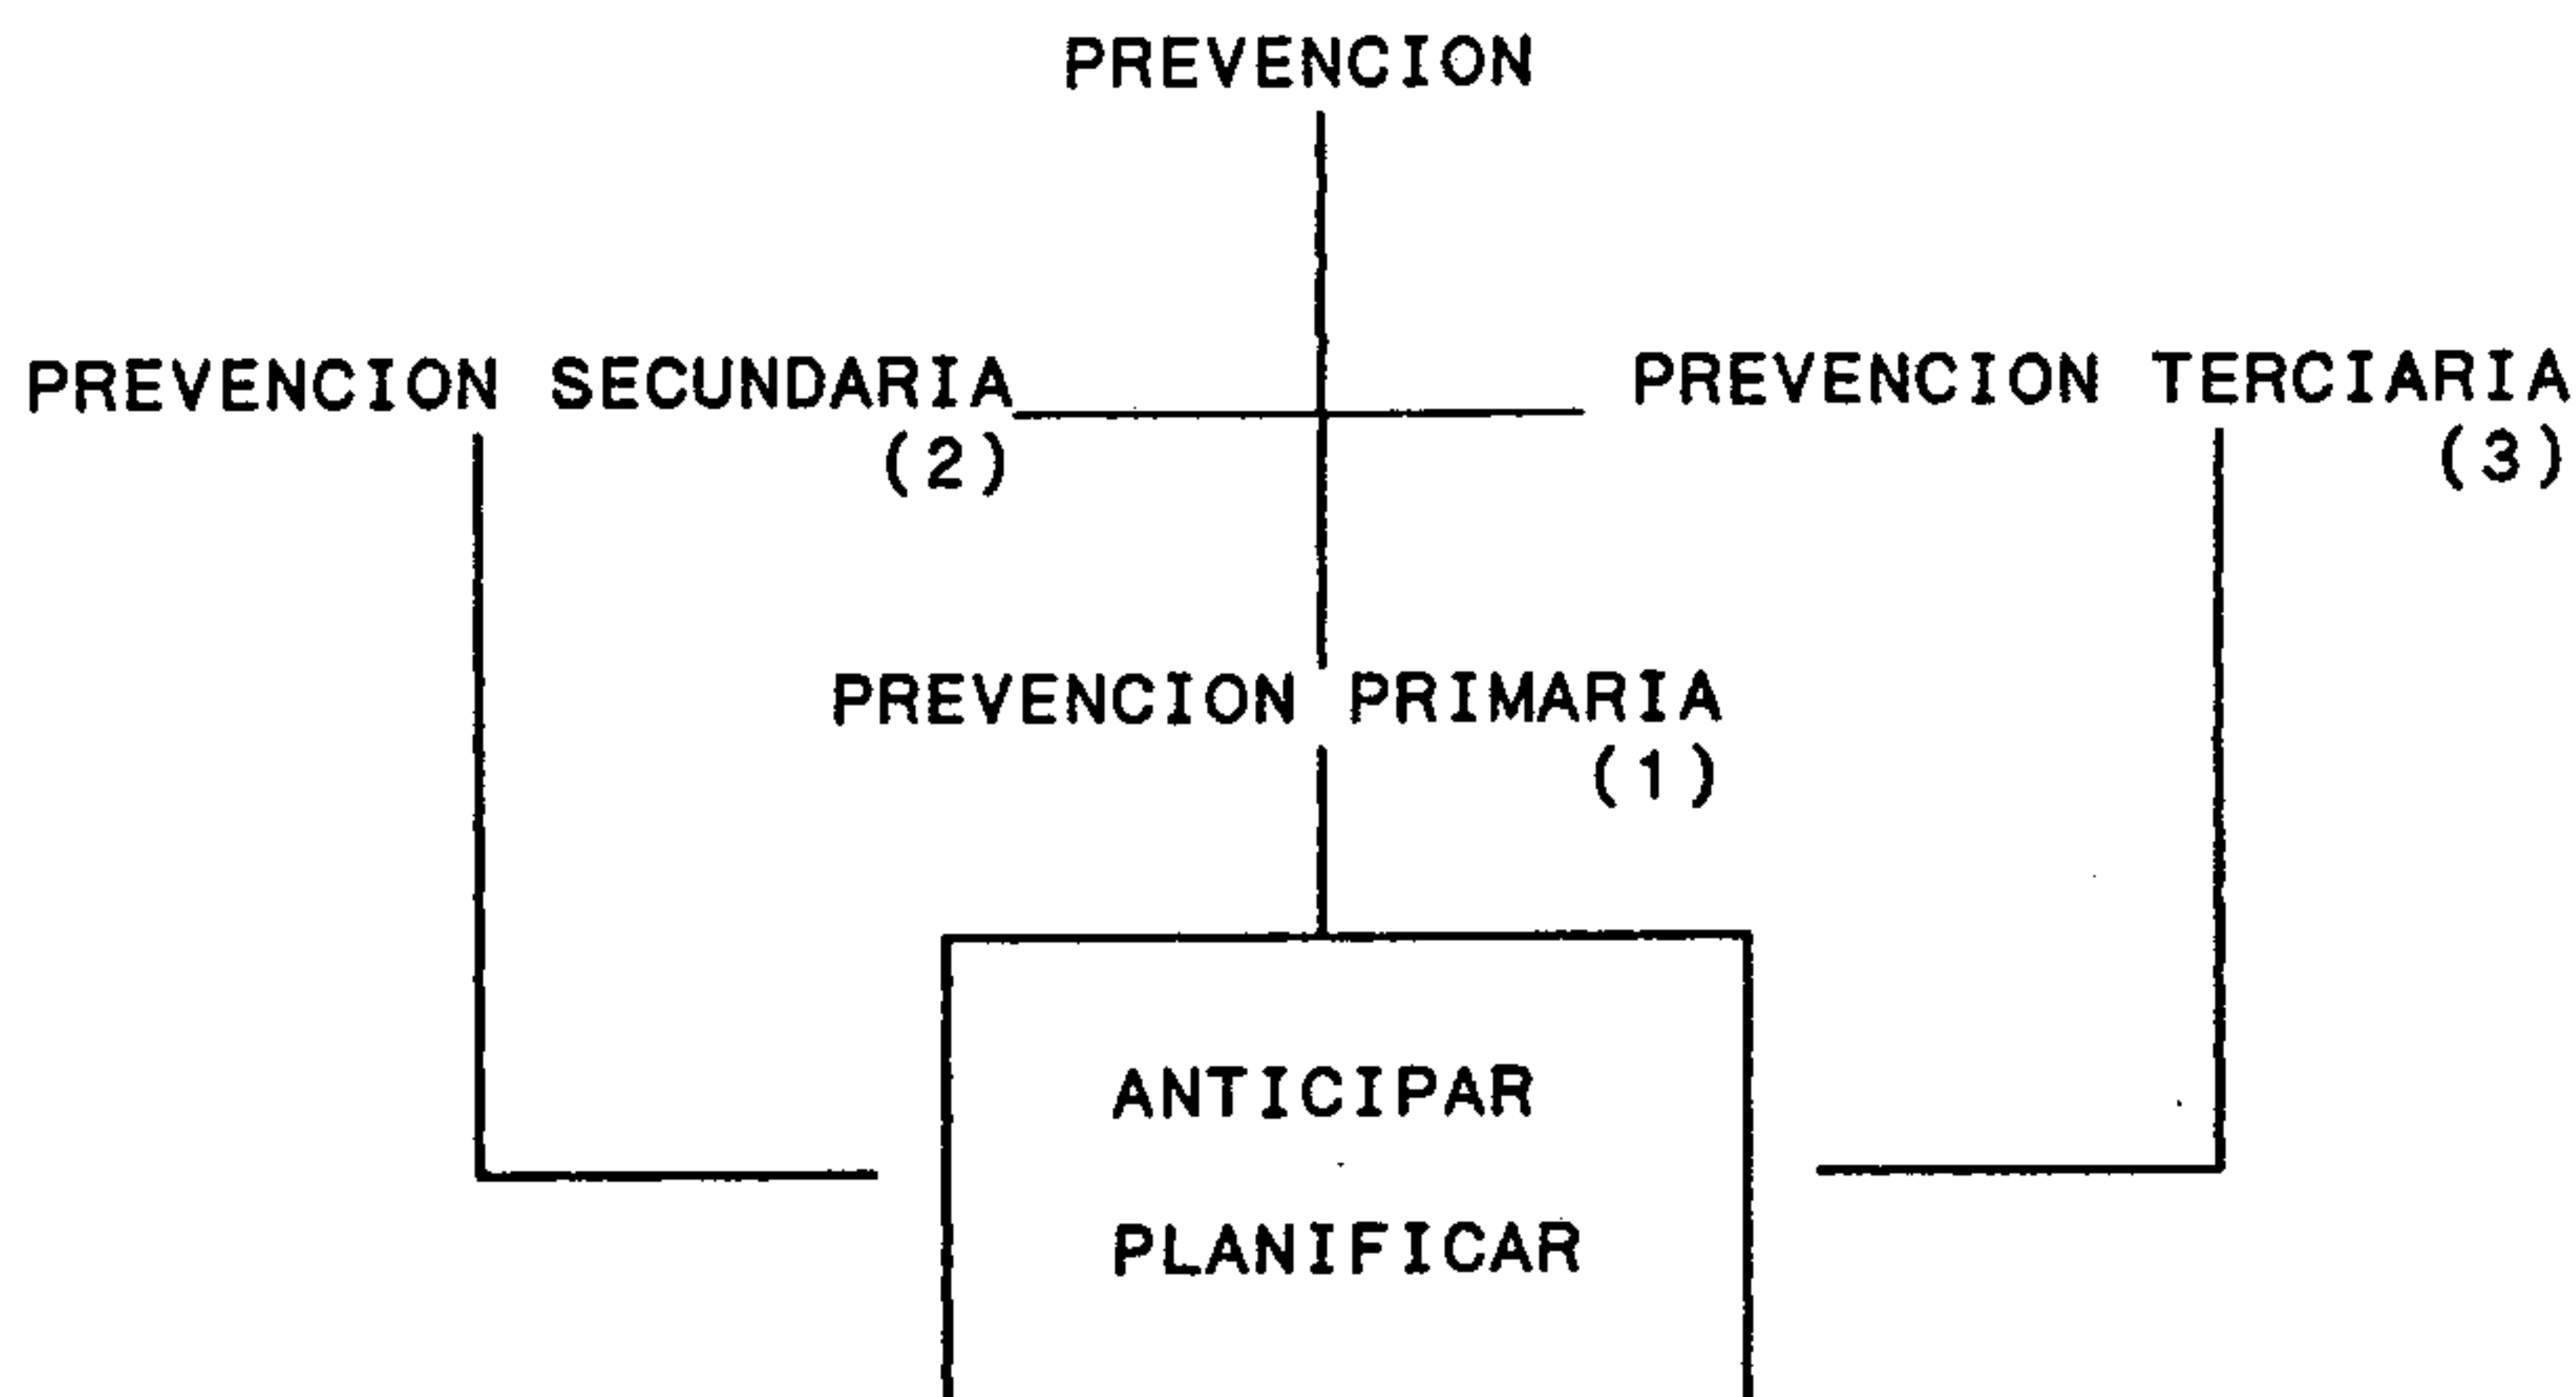 PREVENCION
PREVENCION SECUNDARIA
(2)
PREVENCION TERCIARIA
(3)
PREVENCION PRIMARIA
(1)
ANTICIPAR
PLANIFICAR